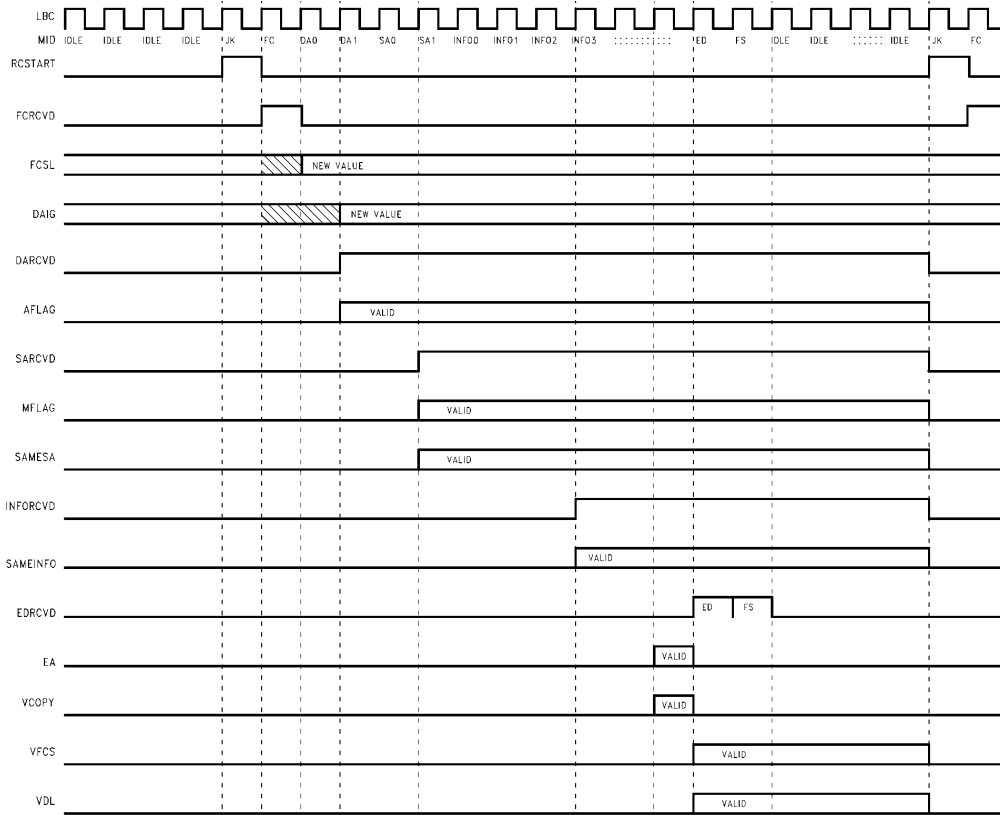 LBC
MID IDLE IDLE IDLE IDLE JK FC DA0 DA1 SA0 SA1 INFO0 INFO1 INFO2 INFO3 ED FS IDLE IDLE IDLE JK FC
RCSTART
FCRCVD
FCSL NEW VALUE
DAIG NEW VALUE
DARCVD
AFLAG VALID
SARCVD
MFLAG VALID
SAMESA VALID
INFORCVD
SAMEINFO VALID
EDRCVD ED FS
EA VALID
VCOPY VALID
VFCS VALID
VDL VALID